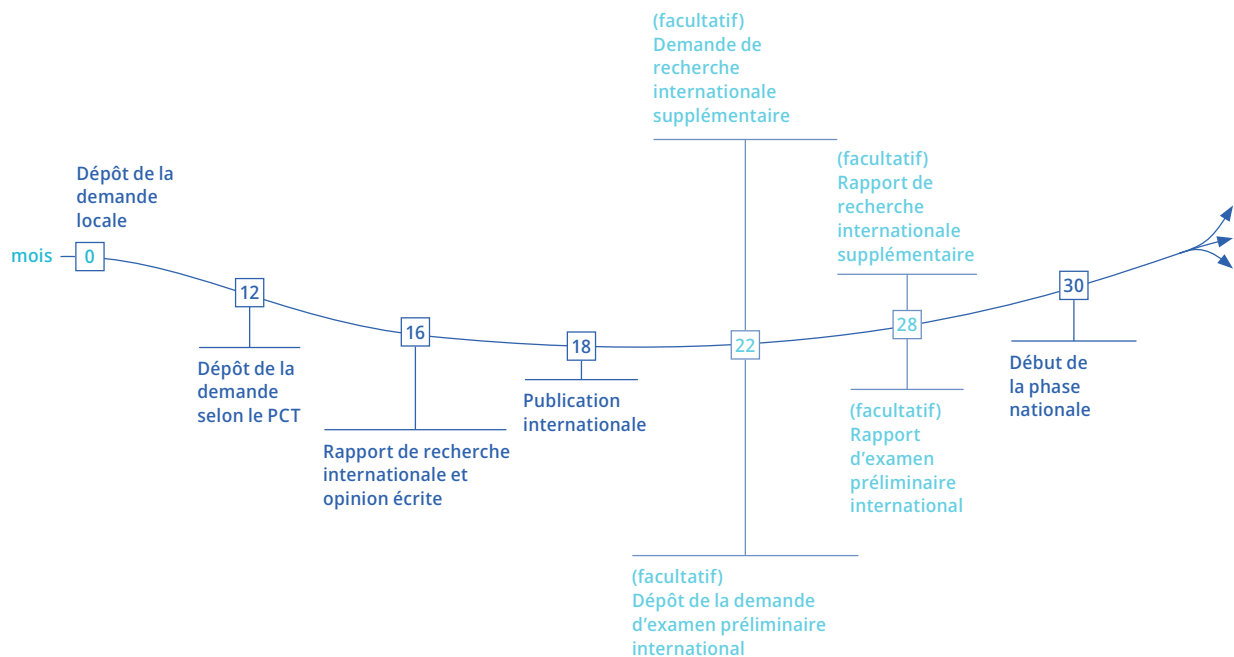 (facultatif)
Demande de
recherche
internationale
supplémentaire
(facultatif)
Rapport de
recherche
internationale
supplémentaire
Dépôt de la
demande
locale
mois
0
12
16
18
22
28
30
Dépôt de la
demande
selon le PCT
Rapport de recherche
internationale et
opinion écrite
Publication
internationale
(facultatif)
Rapport
d’examen
préliminaire
international
Début de
la phase
nationale
(facultatif)
Dépôt de la demande
d’examen préliminaire
international